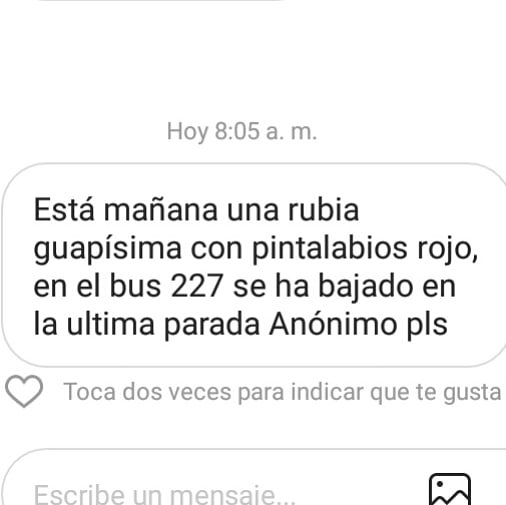 Hoy 8:05 a. m.
Está mañana una rubia
guapísima con pintalabios rojo,
en el bus 227 se ha bajado en
la ultima parada Anónimo pls
Toca dos veces para indicar que te gusta
Escribe un mensaje...